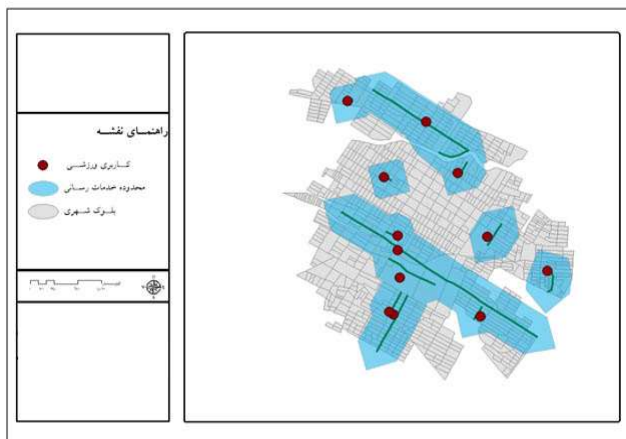 راهنمای نقشه
کاربری ورزشی
محدوده خدمات رسانی
بلوک شهری